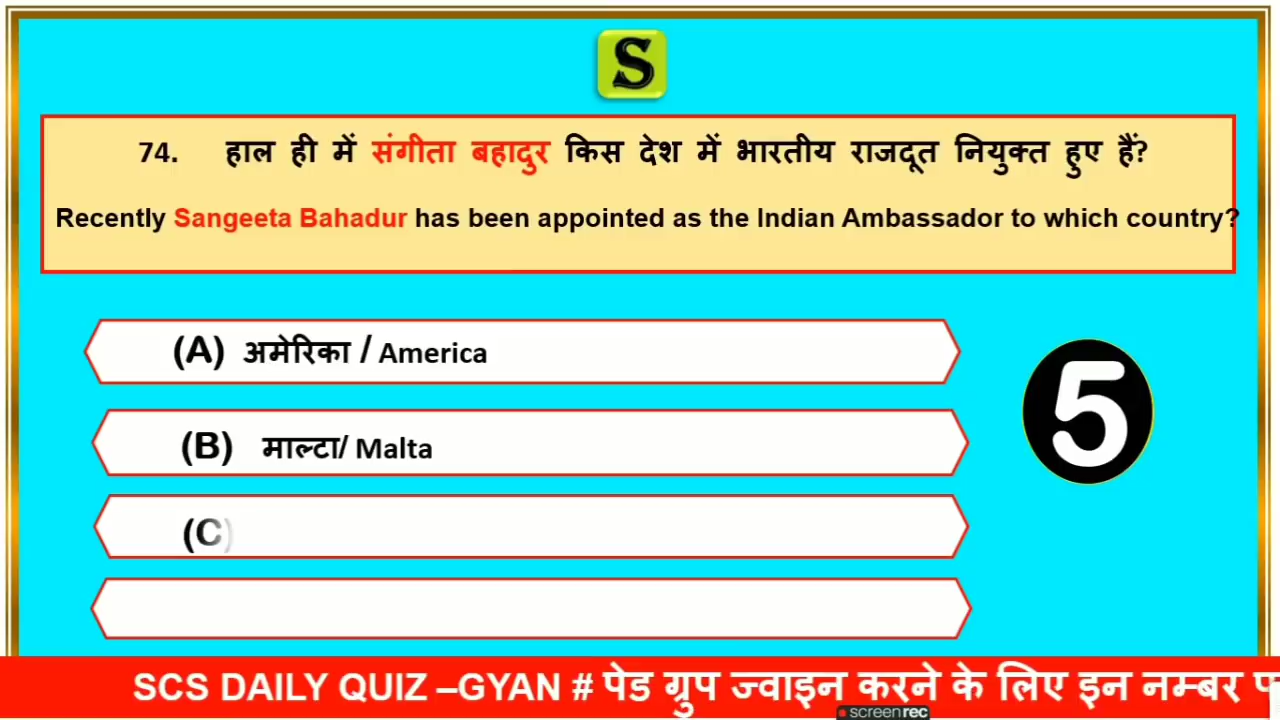 S
74. हाल ही में संगीता बहादुर किस देश में भारतीय राजदूत नियुक्त हुए हैं?
Recently Sangeeta Bahadur has been appointed as the Indian Ambassador to which country?
(A) अमेरिका / America
5
(B) माल्टा/ Malta
(C)
SCS DAILY QUIZ –GYAN # पेड ग्रुप ज्वाइन करने के लिए इन नम्बर
screenrec